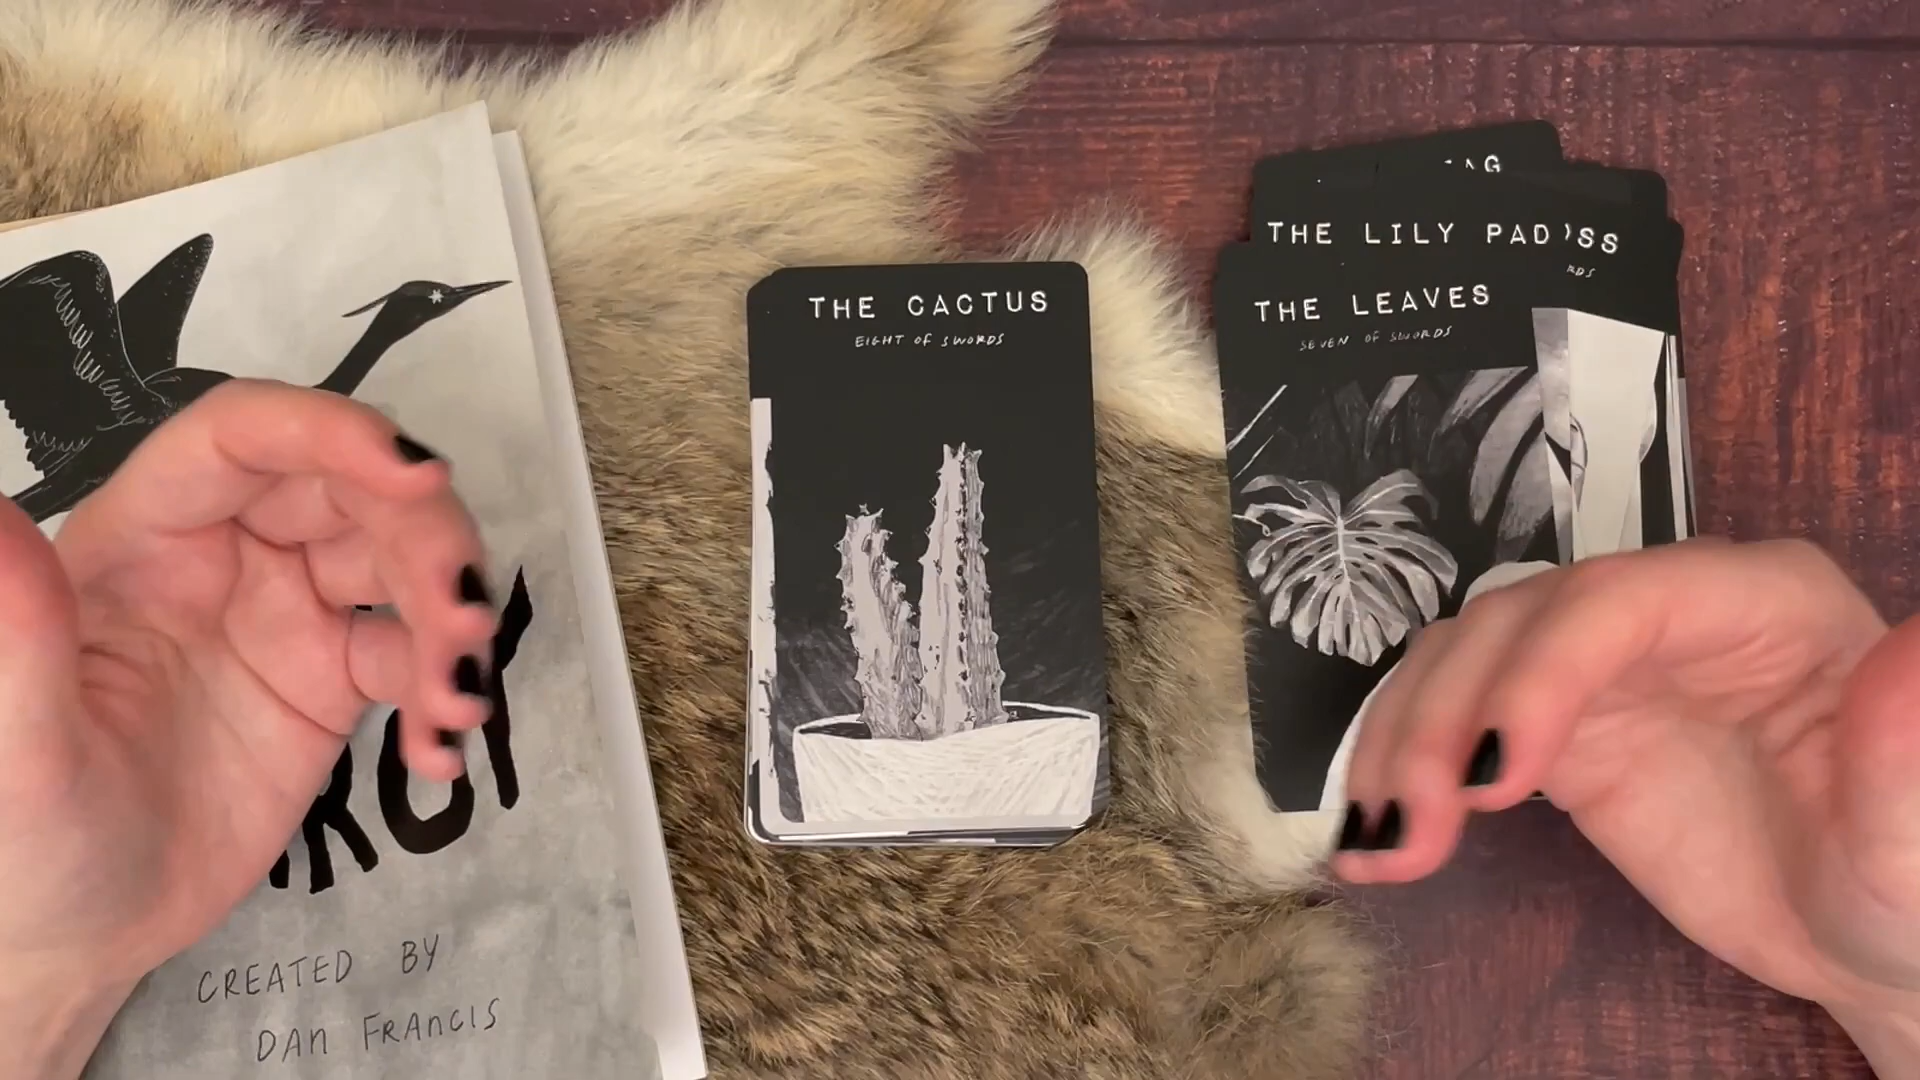 CREATED BY
DAN FRANCIS
THE CACTUS
EIGHT OF SWORDS
THE LILY PAD
THE LEAVES
SEVEN OF SWORDS